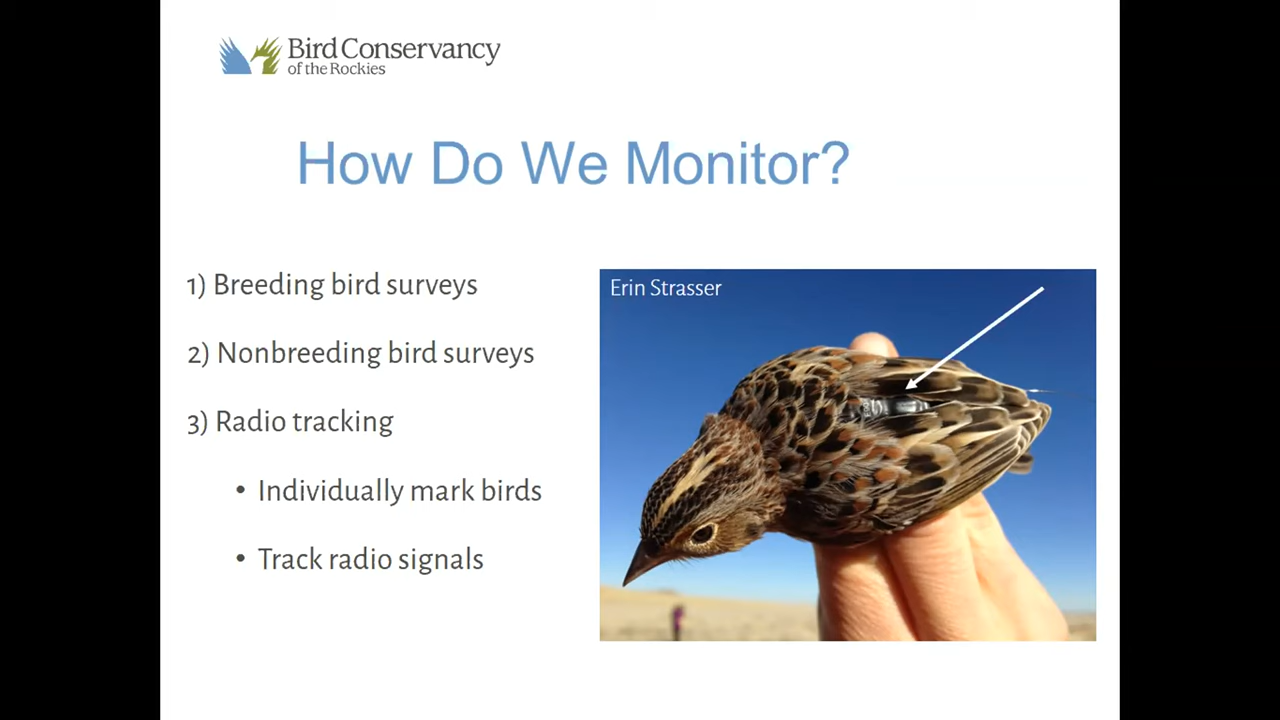 Bird Conservancy
of the Rockies
How Do We Monitor?
1) Breeding bird surveys
2) Nonbreeding bird surveys
3) Radio tracking
• Individually mark birds
• Track radio signals
Erin Strasser